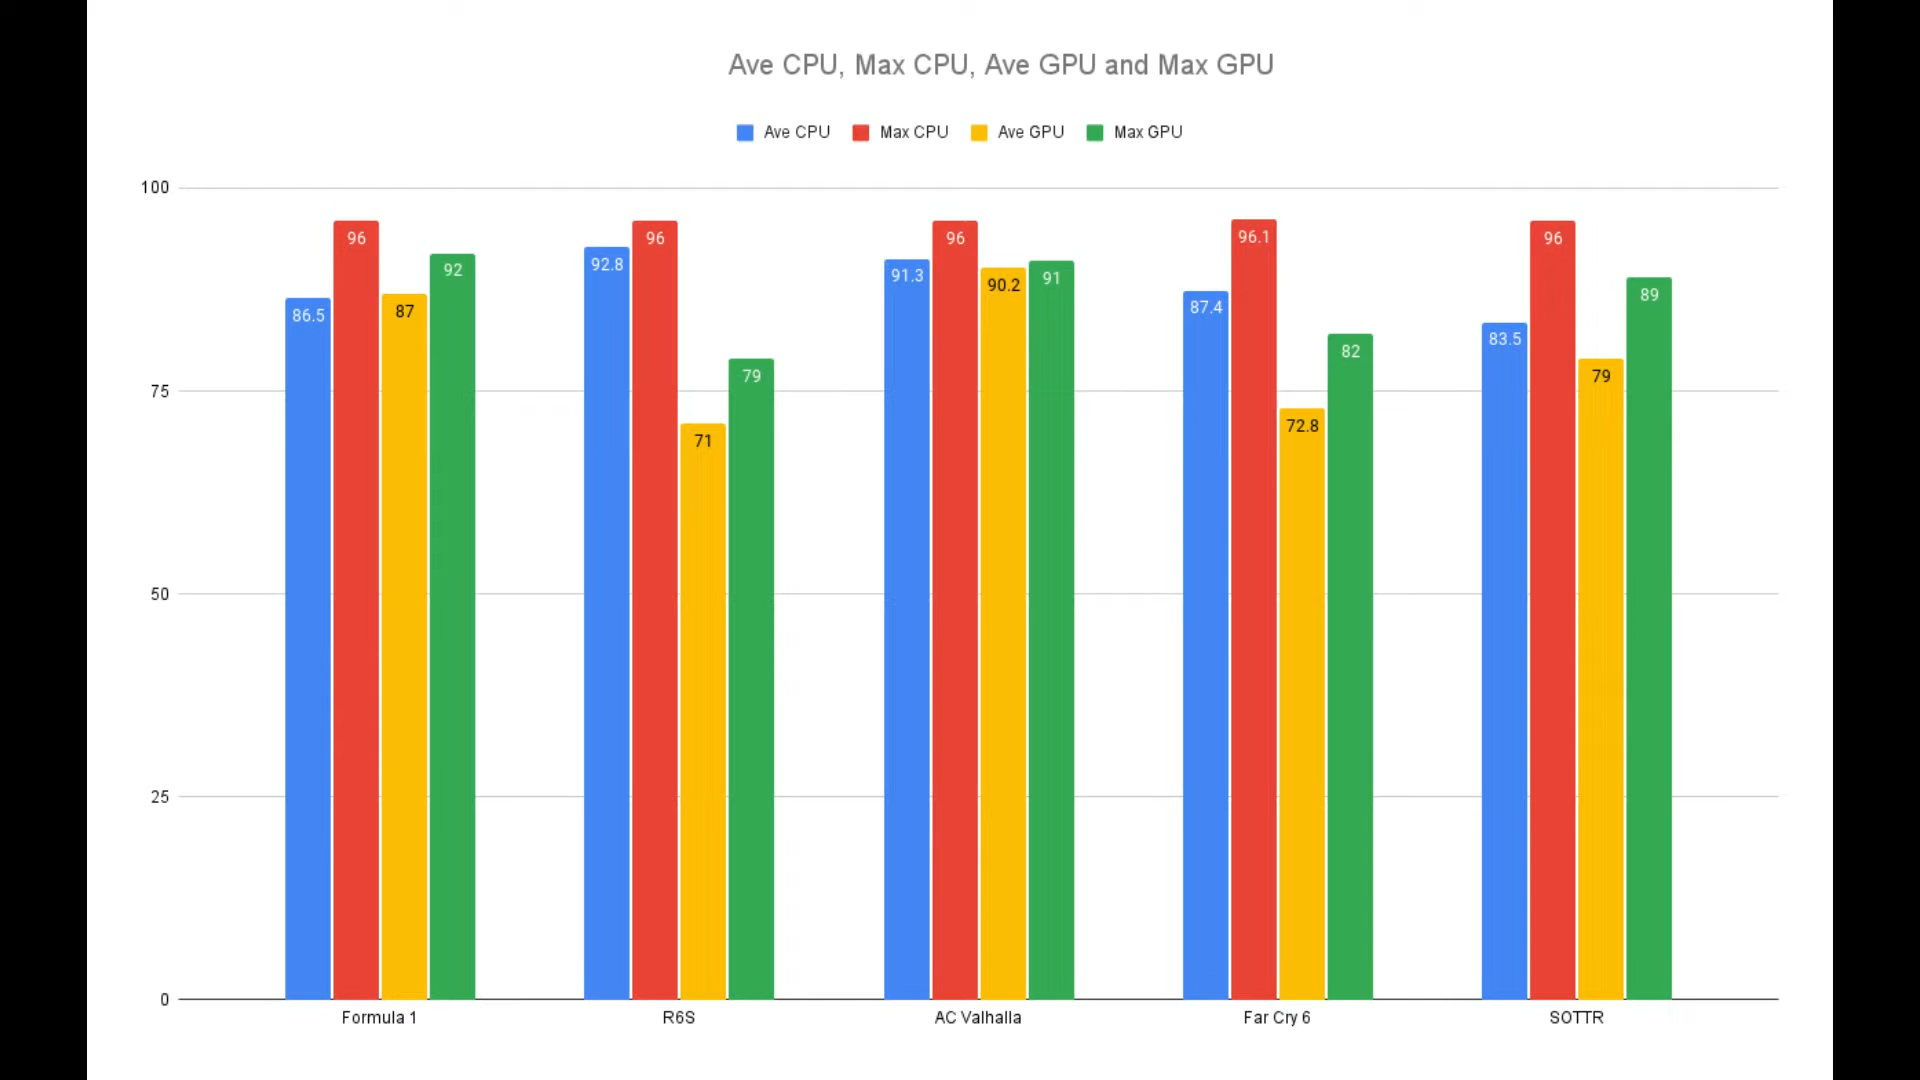 Ave CPU, Max CPU, Ave GPU and Max GPU
Ave CPU Max CPU Ave GPU Max GPU
100
75
50
25
0
86.5 96 87 92
92.8 96 71 79
91.3 96 90.2 91
87.4 96.1 72.8 82
83.5 96 79 89
Formula 1 R6S AC Valhalla Far Cry 6 SOTTR